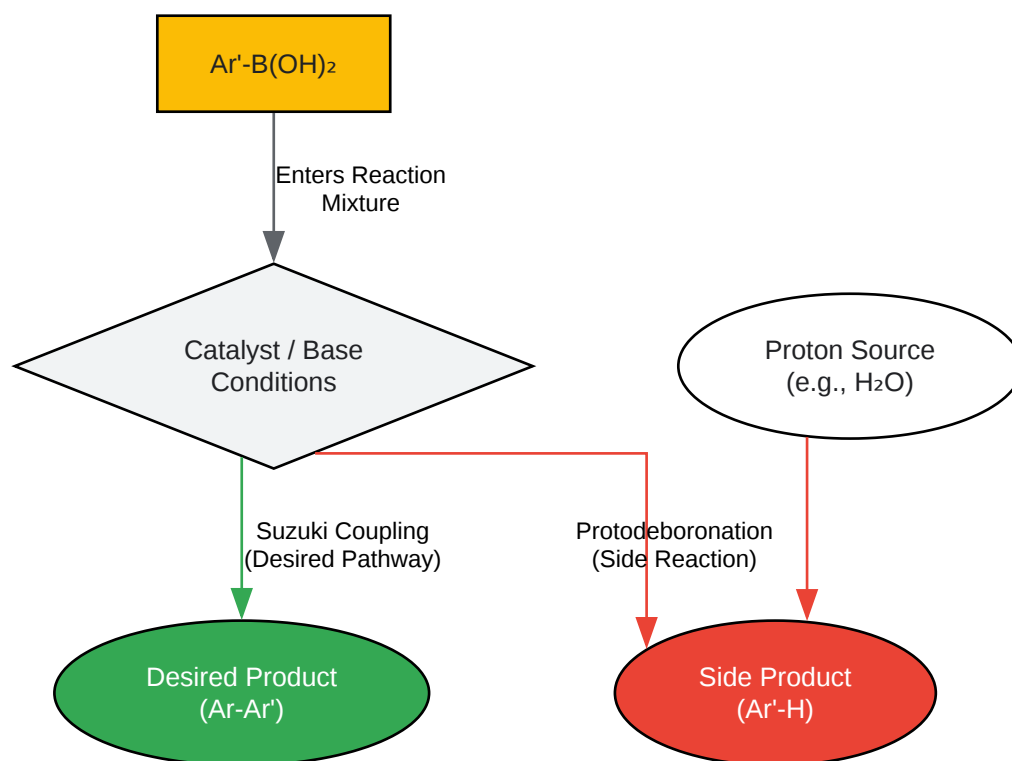 Ar'-B(OH)₂
Enters Reaction
Mixture
Catalyst / Base
Conditions
Proton Source
(e.g., H₂O)
Suzuki Coupling
(Desired Pathway)
Protodeboronation
(Side Reaction)
Desired Product
(Ar-Ar')
Side Product
(Ar'-H)